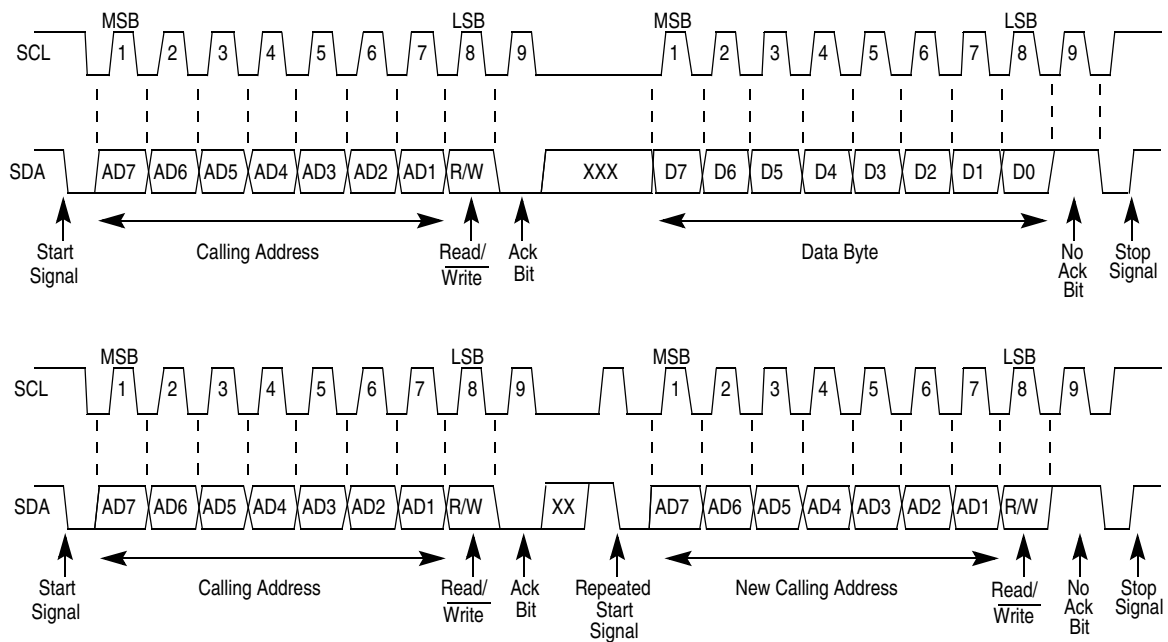 MSB LSB MSB LSB
SCL 1 2 3 4 5 6 7 8 9 1 2 3 4 5 6 7 8 9
SDA AD7 AD6 AD5 AD4 AD3 AD2 AD1 R/W XXX D7 D6 D5 D4 D3 D2 D1 D0
Start Signal
Calling Address
Read/ Write
Ack Bit
Data Byte
No Ack Bit
Stop Signal
MSB LSB MSB LSB
SCL 1 2 3 4 5 6 7 8 9 1 2 3 4 5 6 7 8 9
SDA AD7 AD6 AD5 AD4 AD3 AD2 AD1 R/W XX AD7 AD6 AD5 AD4 AD3 AD2 AD1 R/W
Start Signal
Calling Address
Read/ Write
Ack Bit
Repeated Start Signal
New Calling Address
Read/ Write
No Ack Bit
Stop Signal